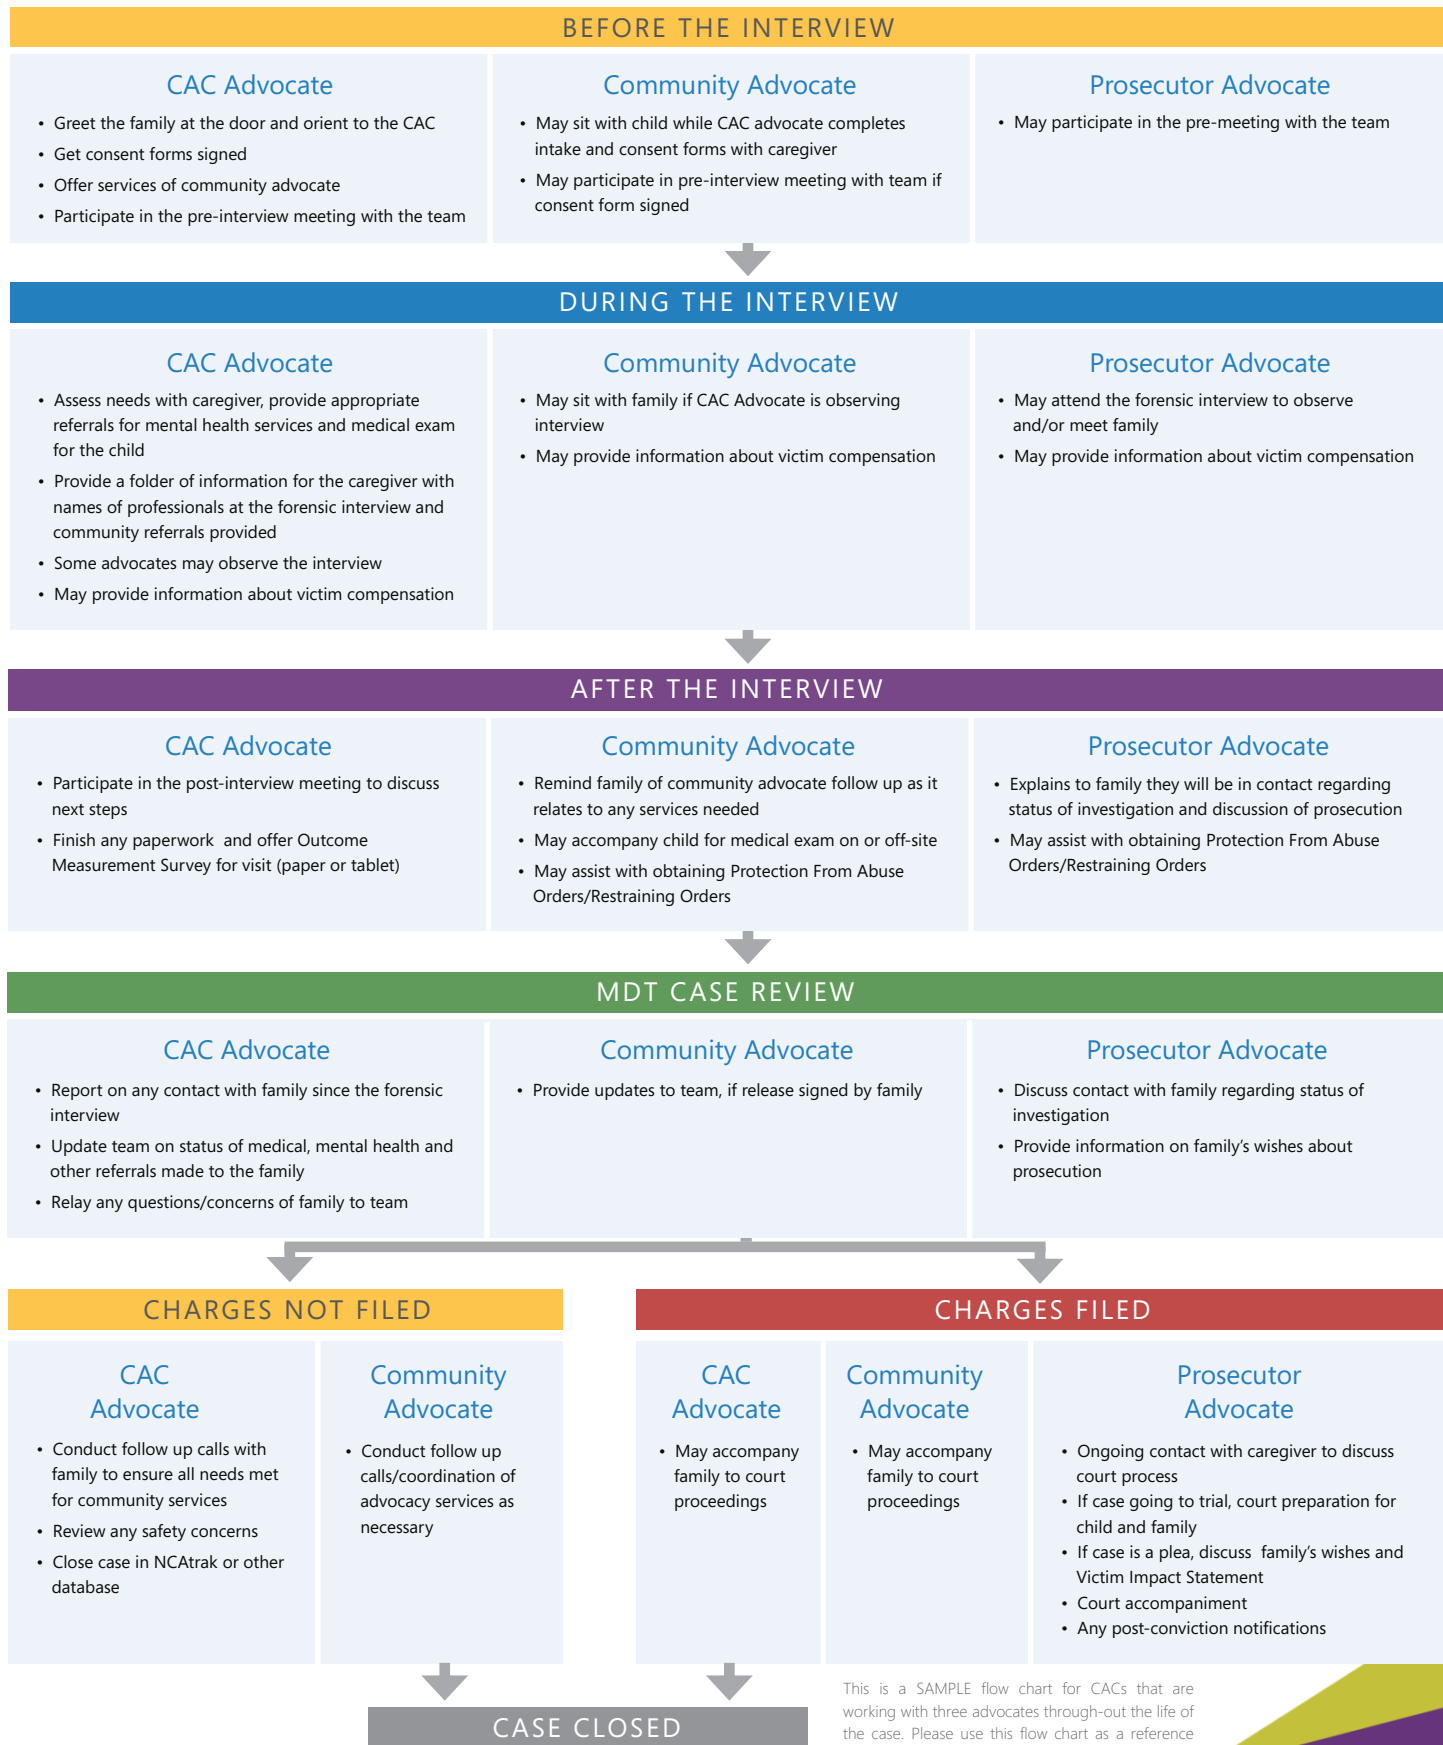 BEFORE THE INTERVIEW
CAC Advocate
• Greet the family at the door and orient to the CAC
• Get consent forms signed
• Offer services of community advocate
• Participate in the pre-interview meeting with the team
Community Advocate
• May sit with child while CAC advocate completes
intake and consent forms with caregiver
• May participate in pre-interview meeting with team if
consent form signed
Prosecutor Advocate
• May participate in the pre-meeting with the team
DURING THE INTERVIEW
CAC Advocate
• Assess needs with caregiver, provide appropriate
referrals for mental health services and medical exam
for the child
• Provide a folder of information for the caregiver with
names of professionals at the forensic interview and
community referrals provided
• Some advocates may observe the interview
• May provide information about victim compensation
Community Advocate
• May sit with family if CAC Advocate is observing
interview
• May provide information about victim compensation
Prosecutor Advocate
• May attend the forensic interview to observe
and/or meet family
• May provide information about victim compensation
AFTER THE INTERVIEW
CAC Advocate
• Participate in the post-interview meeting to discuss
next steps
• Finish any paperwork and offer Outcome
Measurement Survey for visit (paper or tablet)
Community Advocate
• Remind family of community advocate follow up as it
relates to any services needed
• May accompany child for medical exam on or off-site
• May assist with obtaining Protection From Abuse
Orders/Restraining Orders
Prosecutor Advocate
• Explains to family they will be in contact regarding
status of investigation and discussion of prosecution
• May assist with obtaining Protection From Abuse
Orders/Restraining Orders
MDT CASE REVIEW
CAC Advocate
• Report on any contact with family since the forensic
interview
• Update team on status of medical, mental health and
other referrals made to the family
• Relay any questions/concerns of family to team
Community Advocate
• Provide updates to team, if release signed by family
Prosecutor Advocate
• Discuss contact with family regarding status of
investigation
• Provide information on family's wishes about
prosecution
CHARGES NOT FILED
CAC
Advocate
• Conduct follow up calls with
family to ensure all needs met
for community services
• Review any safety concerns
• Close case in NCAtrak or other
database
Community
Advocate
• Conduct follow up
calls/coordination of
advocacy services as
necessary
CHARGES FILED
CAC
Advocate
• May accompany
family to court
proceedings
Community
Advocate
• May accompany
family to court
proceedings
Prosecutor
Advocate
• Ongoing contact with caregiver to discuss
court process
• If case going to trial, court preparation for
child and family
• If case is a plea, discuss family's wishes and
Victim Impact Statement
• Court accompaniment
• Any post-conviction notifications
CASE CLOSED
This is a SAMPLE flow chart for CACs that are
working with three advocates through-out the life of
the case. Please use this flow chart as a reference